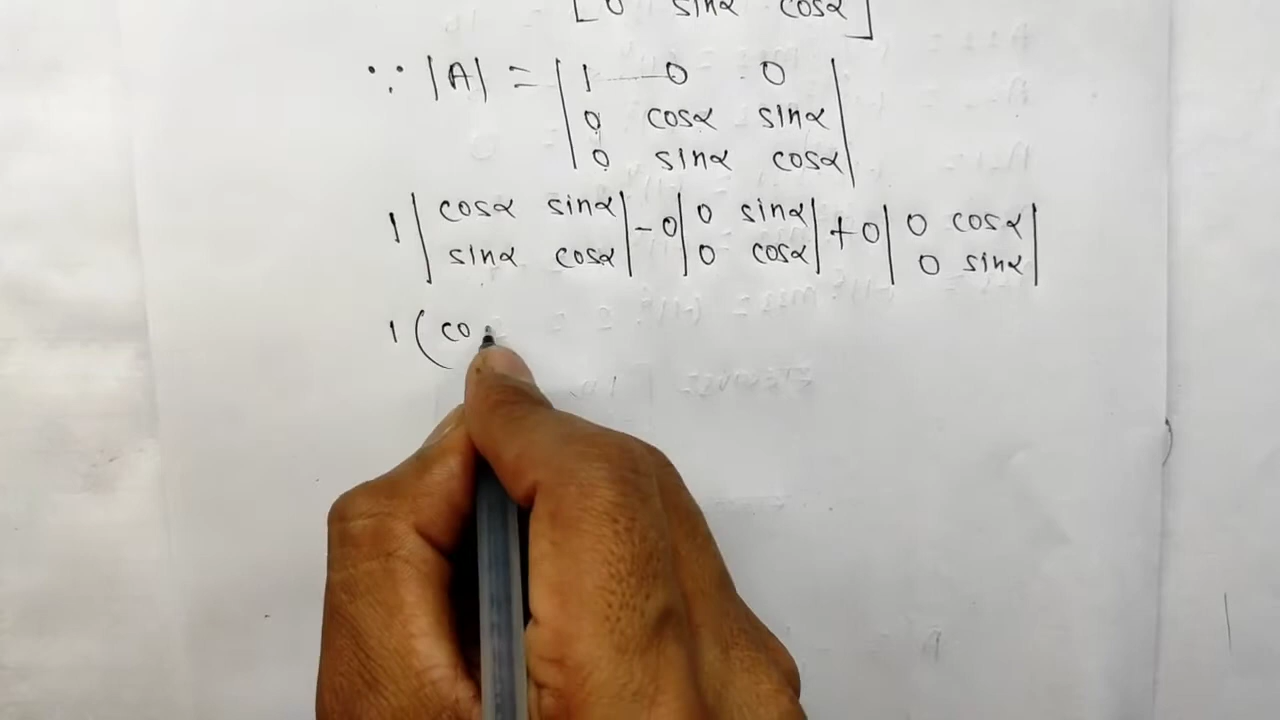 [0 sinα cosα]
∵ |A| = |1 0 0|
|0 cosα sinα|
|0 sinα cosα|
1 |cosα sinα| - 0 |0 sinα| + 0 |0 cosα|
|sinα cosα| |0 cosα| |0 sinα|
1 (co